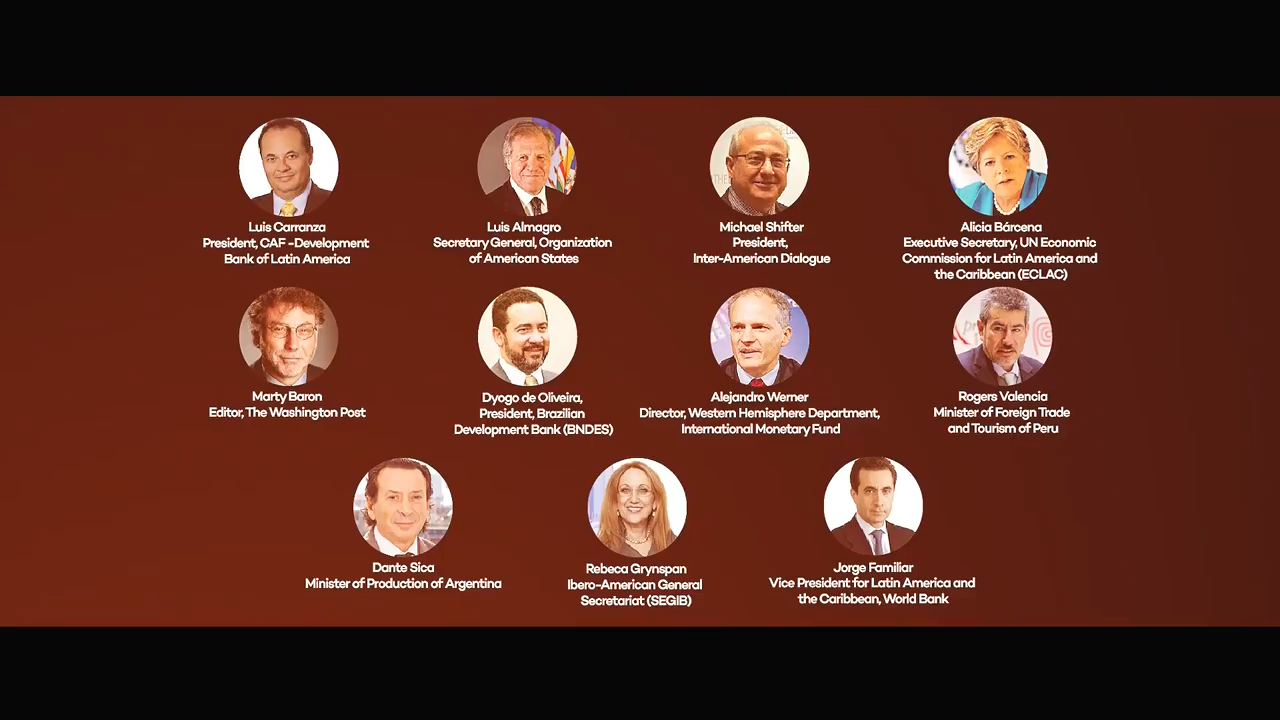 Luis Carranza
President, CAF -Development
Bank of Latin America
Luis Almagro
Secretary General, Organization
of American States
Michael Shifter
President,
Inter-American Dialogue
Alicia Bárcena
Executive Secretary, UN Economic
Commission for Latin America and
the Caribbean (ECLAC)
Marty Baron
Editor, The Washington Post
Dyogo de Oliveira,
President, Brazilian
Development Bank (BNDES)
Alejandro Werner
Director, Western Hemisphere Department,
International Monetary Fund
Rogers Valencia
Minister of Foreign Trade
and Tourism of Peru
Dante Sica
Minister of Production of Argentina
Rebeca Grynspan
Ibero-American General
Secretariat (SEGIB)
Jorge Familiar
Vice President for Latin America and
the Caribbean, World Bank